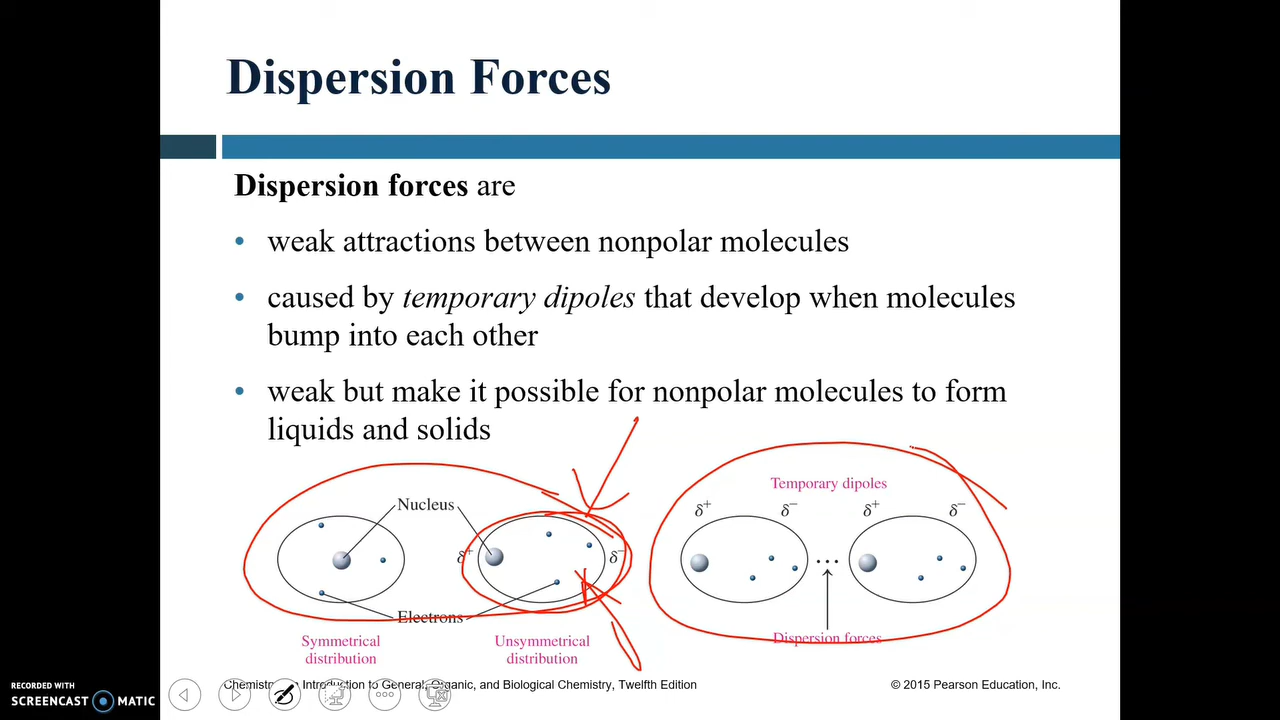 Dispersion Forces
Dispersion forces are
• weak attractions between nonpolar molecules
• caused by temporary dipoles that develop when molecules
bump into each other
• weak but make it possible for nonpolar molecules to form
liquids and solids
Nucleus
Electrons
δ+
δ−
Symmetrical
distribution
Unsymmetrical
distribution
Temporary dipoles
δ+ δ− δ+ δ−
...
Dispersion forces
RECORDED WITH
SCREENCAST MATIC
Chemistry: An Introduction to General, Organic, and Biological Chemistry, Twelfth Edition
© 2015 Pearson Education, Inc.